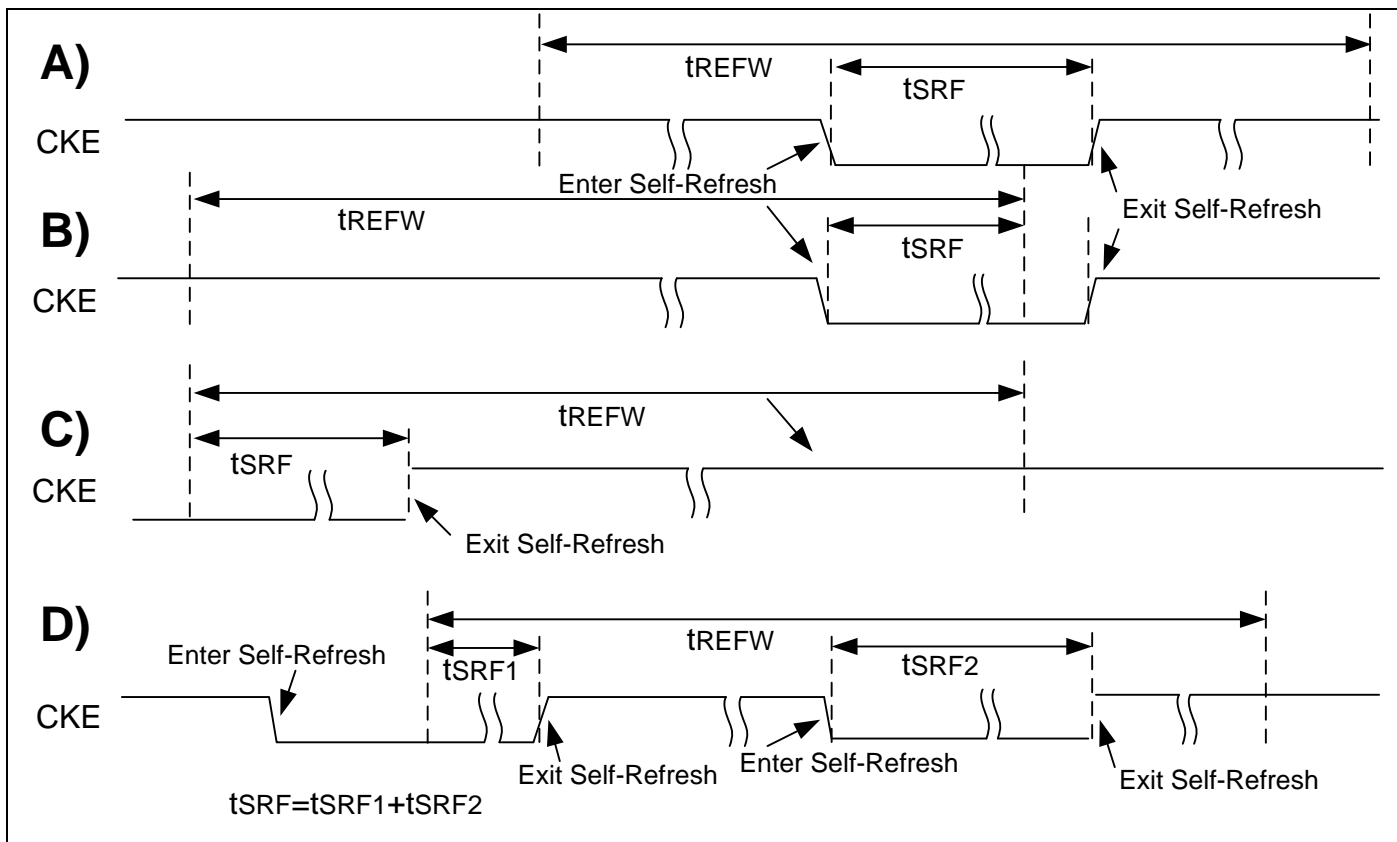 A)
tREFW
tSRF
CKE
Enter Self-Refresh
Exit Self-Refresh
B)
tREFW
tSRF
CKE
C)
tREFW
tSRF
CKE
Exit Self-Refresh
D)
tREFW
Enter Self-Refresh
tSRF1
tSRF2
CKE
Exit Self-Refresh
Enter Self-Refresh
Exit Self-Refresh
tSRF=tSRF1+tSRF2